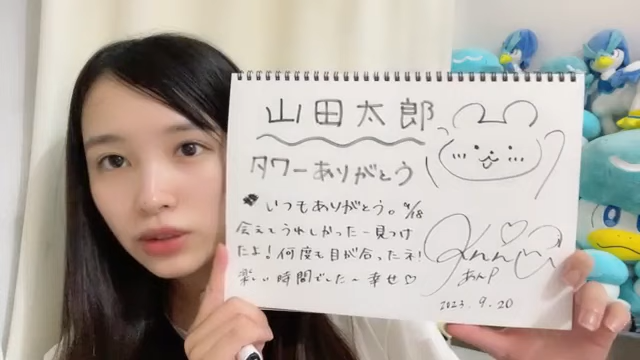 山田太郎
タワーありがとう
いつもありがとう。9/18
会えてうれしかったー見つけ
たよ！何度も目が合ったネ！
楽しい時間でした〜幸せ♡
あんP
2023.9.20